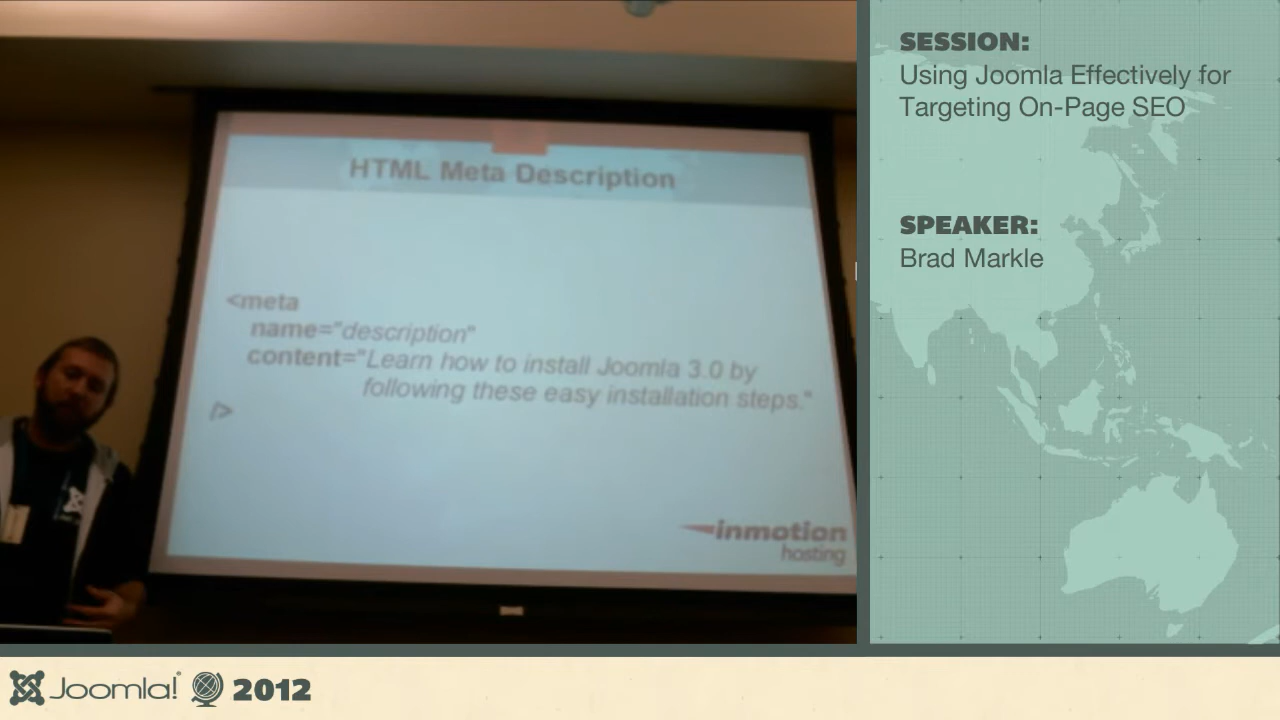 HTML Meta Description
<meta
name="description"
content="Learn how to install Joomla 3.0 by
following these easy installation steps."
/>
inmotion
hosting
SESSION:
Using Joomla Effectively for
Targeting On-Page SEO
SPEAKER:
Brad Markle
Joomla! 2012